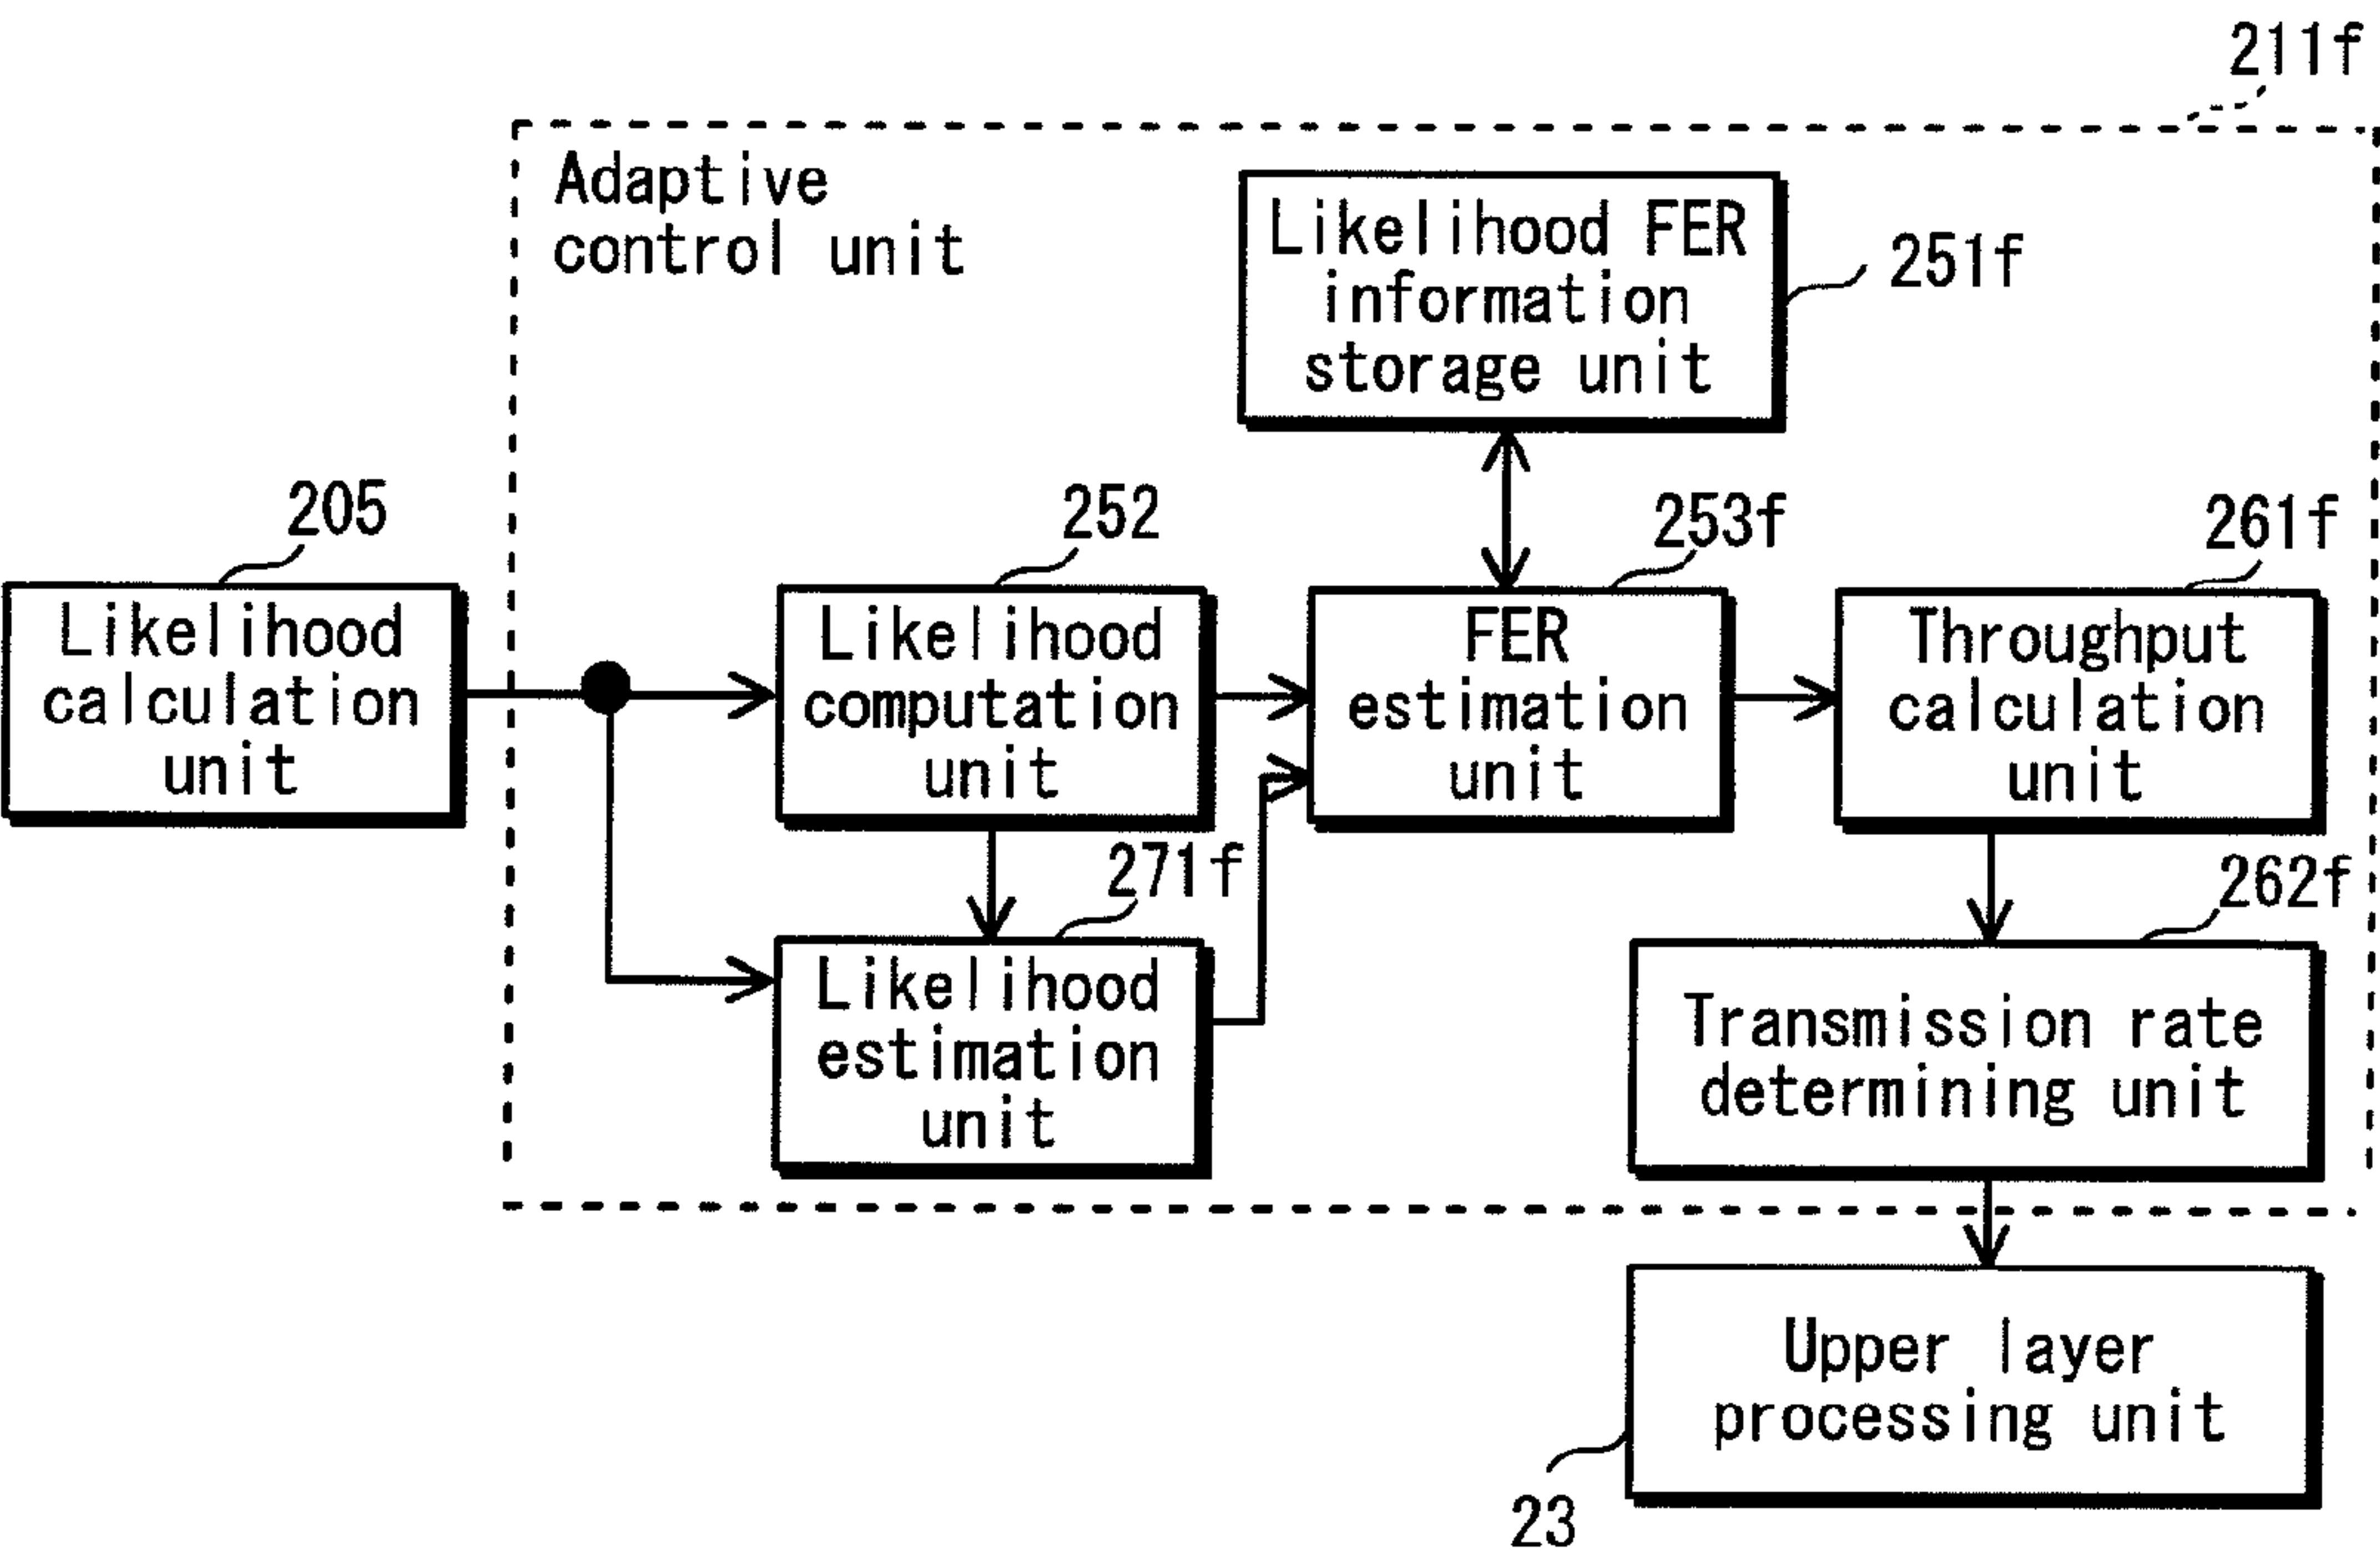 211f
Adaptive
control unit
Likelihood FER
information
storage unit
251f
205
252
253f
261f
Likelihood
calculation
unit
Likelihood
computation
unit
FER
estimation
unit
Throughput
calculation
unit
271f
262f
Likelihood
estimation
unit
Transmission rate
determining unit
Upper layer
processing unit
23